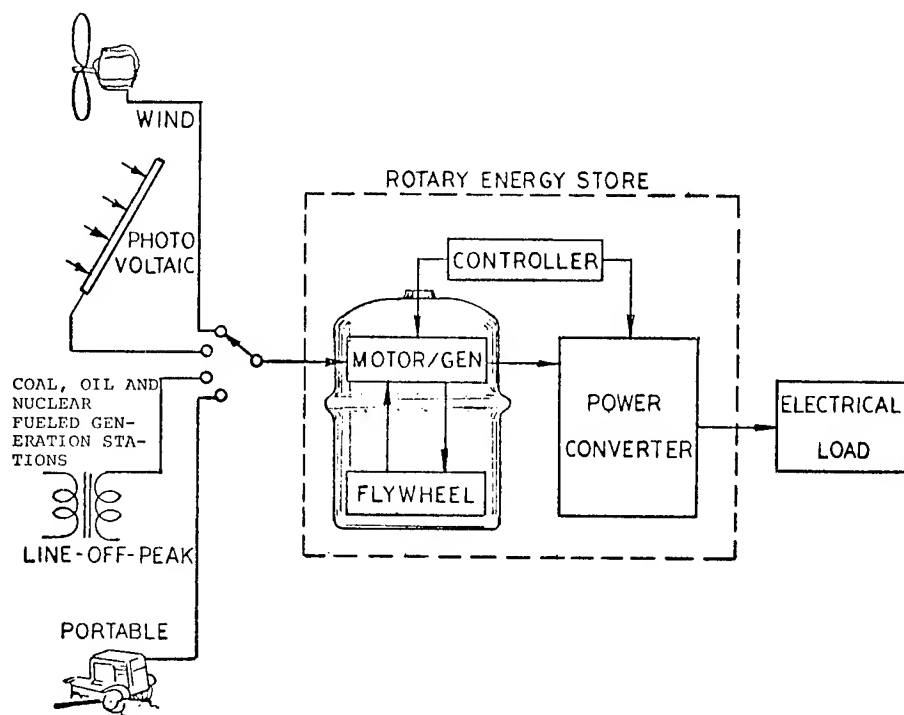 WIND
PHOTO
VOLTAIC
COAL, OIL AND
NUCLEAR
FUELED GEN-
ERATION STA-
TIONS
LINE-OFF-PEAK
PORTABLE
ROTARY ENERGY STORE
CONTROLLER
MOTOR/GEN
FLYWHEEL
POWER
CONVERTER
ELECTRICAL
LOAD